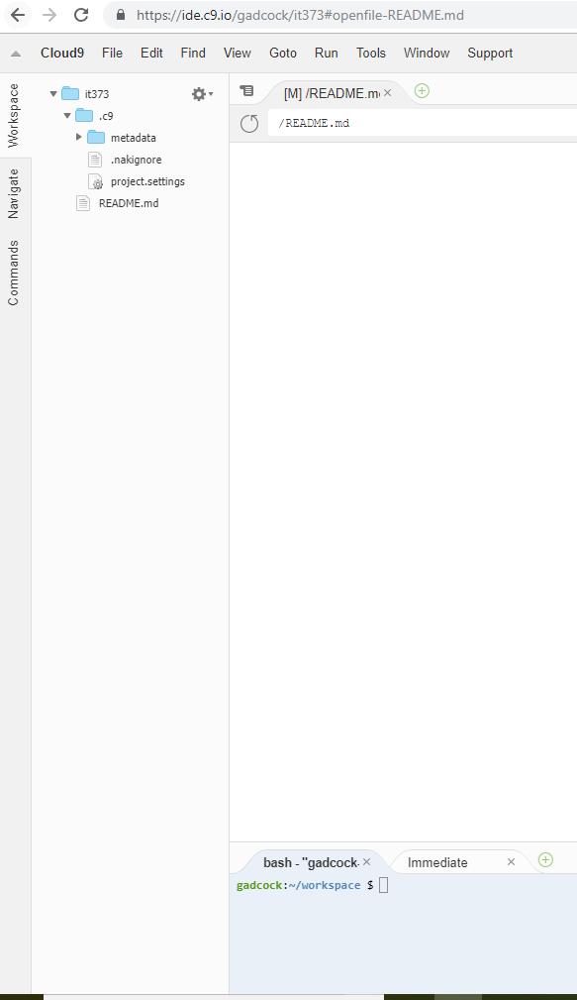 https://ide.c9.io/gadcock/it373#openfile-README.md
Cloud9 File Edit Find View Goto Run Tools Window Support
Workspace
Navigate
Commands
it373
.c9
metadata
.nakignore
project.settings
README.md
[M] /README.m
/README.md
bash - "gadcock- Immediate
gadcock:~/workspace $